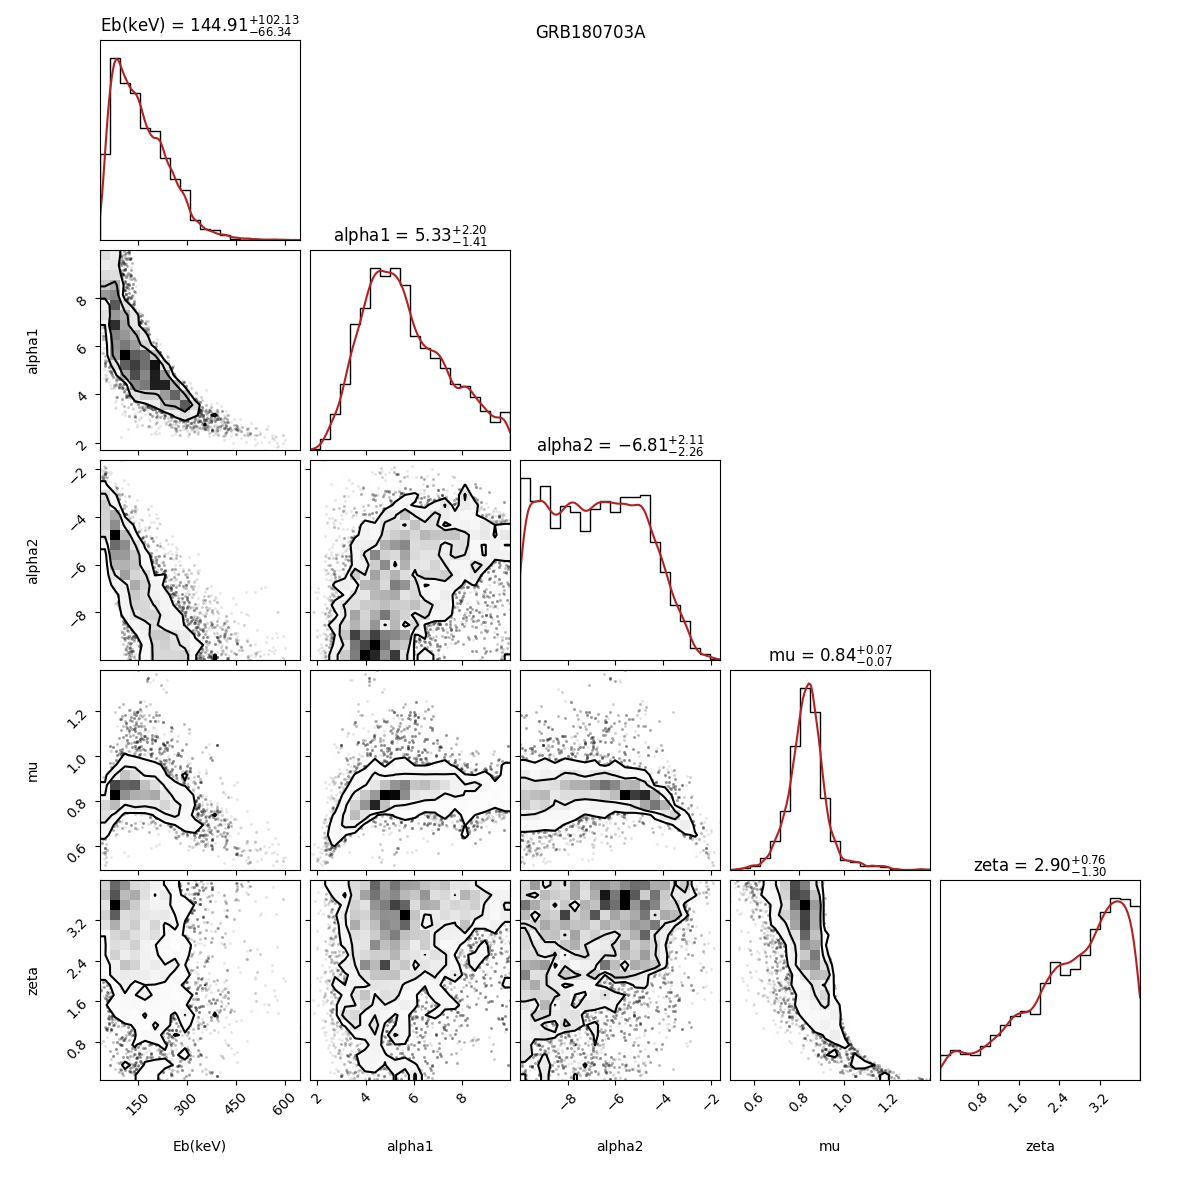 GRB180703A
Eb(keV) = 144.91+102.13−66.34
alpha1 = 5.33+2.20−1.41
alpha2 = −6.81+2.11−2.26
mu = 0.84+0.07−0.07
zeta = 2.90+0.76−1.30
alpha1
8
6
4
2
alpha2
−2
−4
−6
−8
mu
1.2
1.0
0.8
0.6
zeta
3.2
2.4
1.6
0.8
150 300 450 600
2 4 6 8
−8 −6 −4 −2
0.6 0.8 1.0 1.2
0.8 1.6 2.4 3.2
Eb(keV) alpha1 alpha2 mu zeta